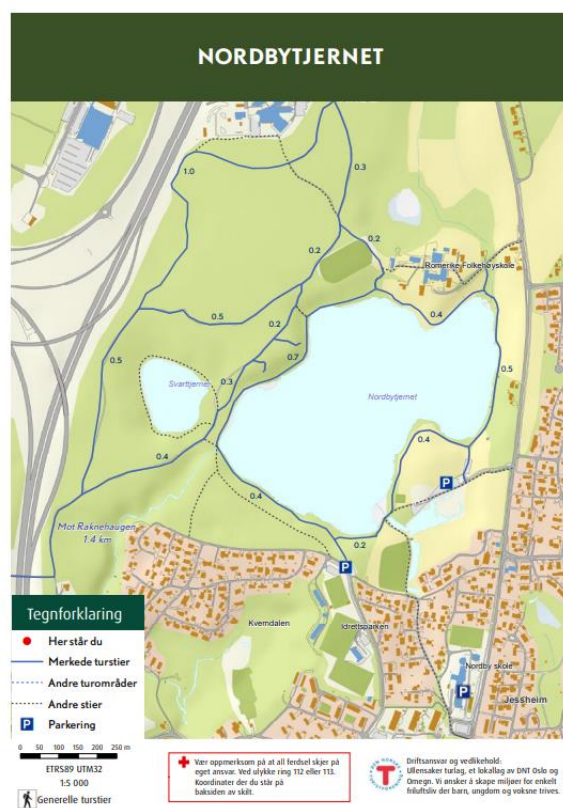 NORDBYTJERNET
1.0
0.3
0.2
0.2
Romerike Folkehøyskole
0.5
0.2
0.4
0.7
0.5
0.5
Svarttjernet
0.3
Nordbytjernet
0.4
0.4
P
0.4
Mot Raknehaugen
1.4 km
0.2
P
Kverndalen
Idrettsparken
Nordby skole
P
Jessheim
Tegnforklaring
Her står du
Merkede turstier
Andre turområder
Andre stier
P Parkering
0 50 100 150 200 250 m
ETRS89 UTM32
1:5 000
Generelle turstier
Vær oppmerksom på at all ferdsel skjer på
eget ansvar. Ved ulykke ring 112 eller 113.
Koordinater der du står på
baksiden av skilt.
DEN NORSKE
TURISTFORENING
T
Driftsansvar og vedlikehold:
Ullensaker turlag, et lokallag av DNT Oslo og
Omegn. Vi ønsker å skape miljøer for enkelt
friluftsliv der barn, ungdom og voksne trives.